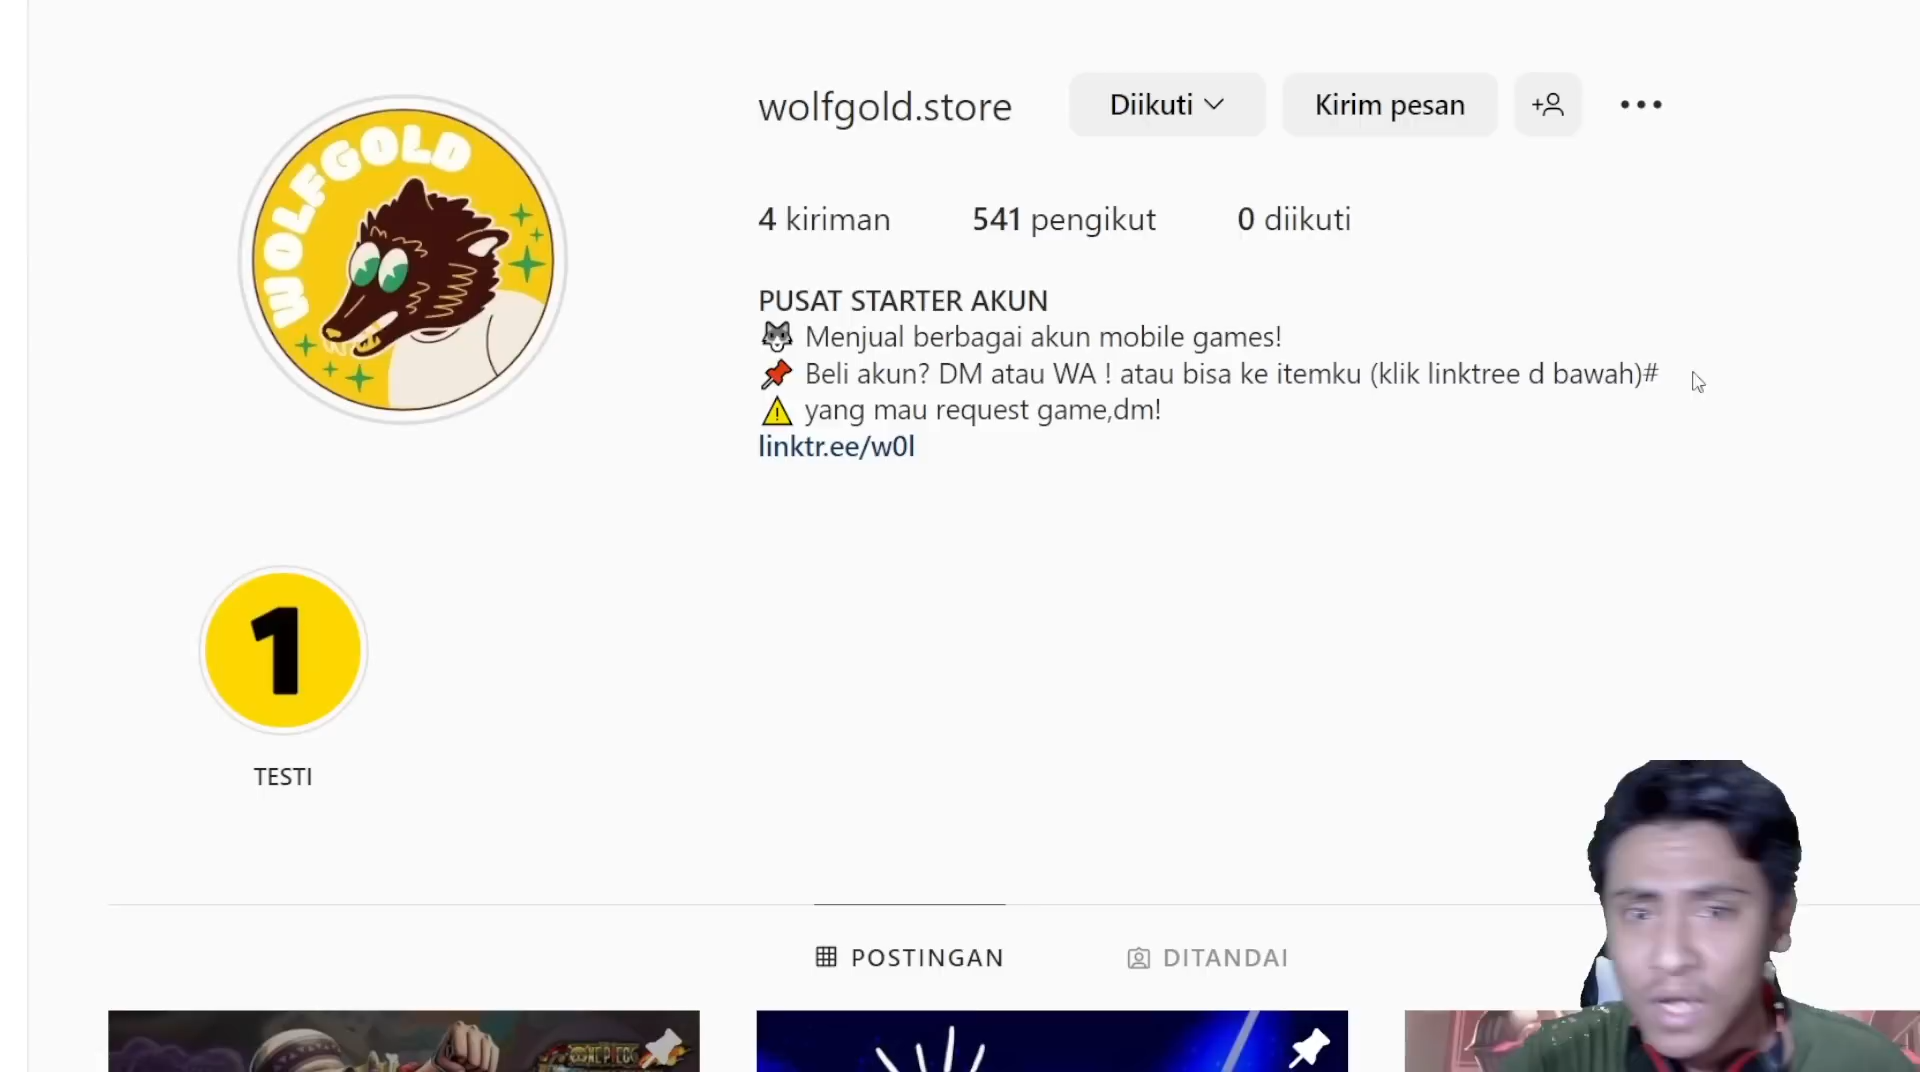 WOLFGOLD
wolfgold.store
Diikuti
Kirim pesan
4 kiriman
541 pengikut
0 diikuti
PUSAT STARTER AKUN
🐺 Menjual berbagai akun mobile games!
📌 Beli akun? DM atau WA ! atau bisa ke itemku (klik linktree d bawah)#
⚠️ yang mau request game,dm!
linktr.ee/w0l
1
TESTI
POSTINGAN
DITANDAI
ONE PIECE